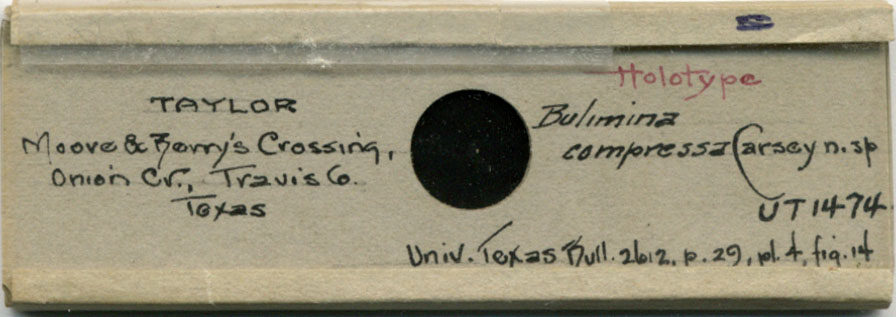 Holotype
TAYLOR
Moore & Berry's Crossing,
Onion Cr., Travis Co.
Texas
Bulimina
compressa Carsey n. sp
UT 1474
Univ. Texas Bull. 2612, p. 29, pl. 4, fig. 14